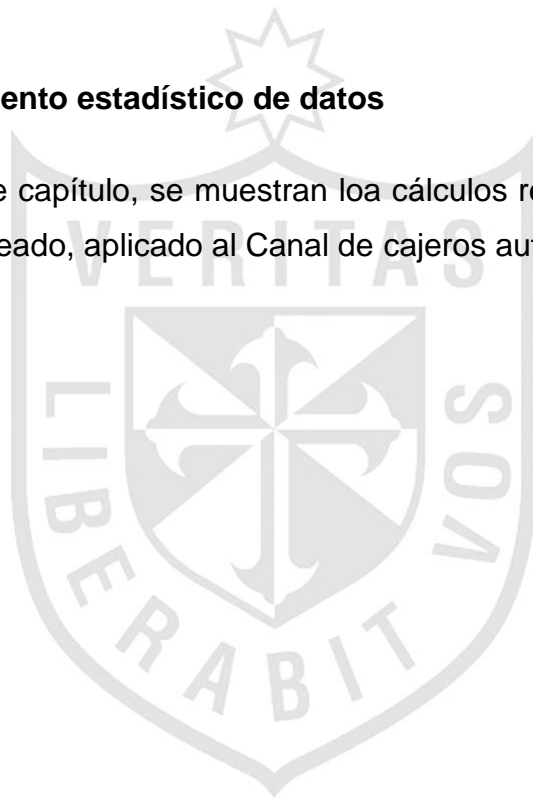 ento estadístico de datos
e capítulo, se muestran loa cálculos re
eado, aplicado al Canal de cajeros aut
VERITAS
LIBERABIT
VOS